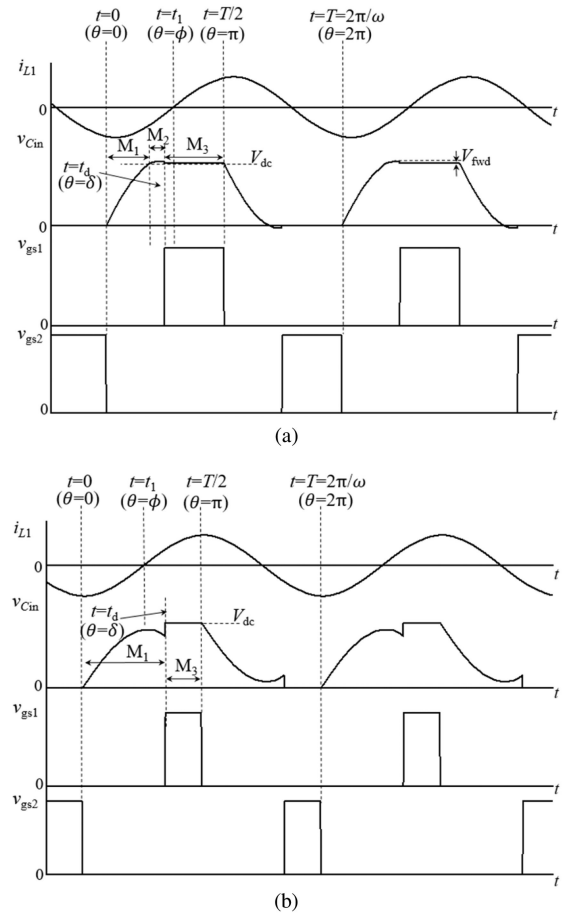 t=0 t=t1 t=T/2 t=T=2π/ω
(θ=0) (θ=ϕ) (θ=π) (θ=2π)
iL1
0
t
vCin
M1 M2 M3
Vdc
Vfwd
t=td
(θ=δ)
0
t
vgs1
0
t
vgs2
0
t
(a)
t=0 t=t1 t=T/2 t=T=2π/ω
(θ=0) (θ=ϕ) (θ=π) (θ=2π)
iL1
0
t
vCin
t=td
(θ=δ)
Vdc
M1 M3
0
t
vgs1
0
t
vgs2
0
t
(b)